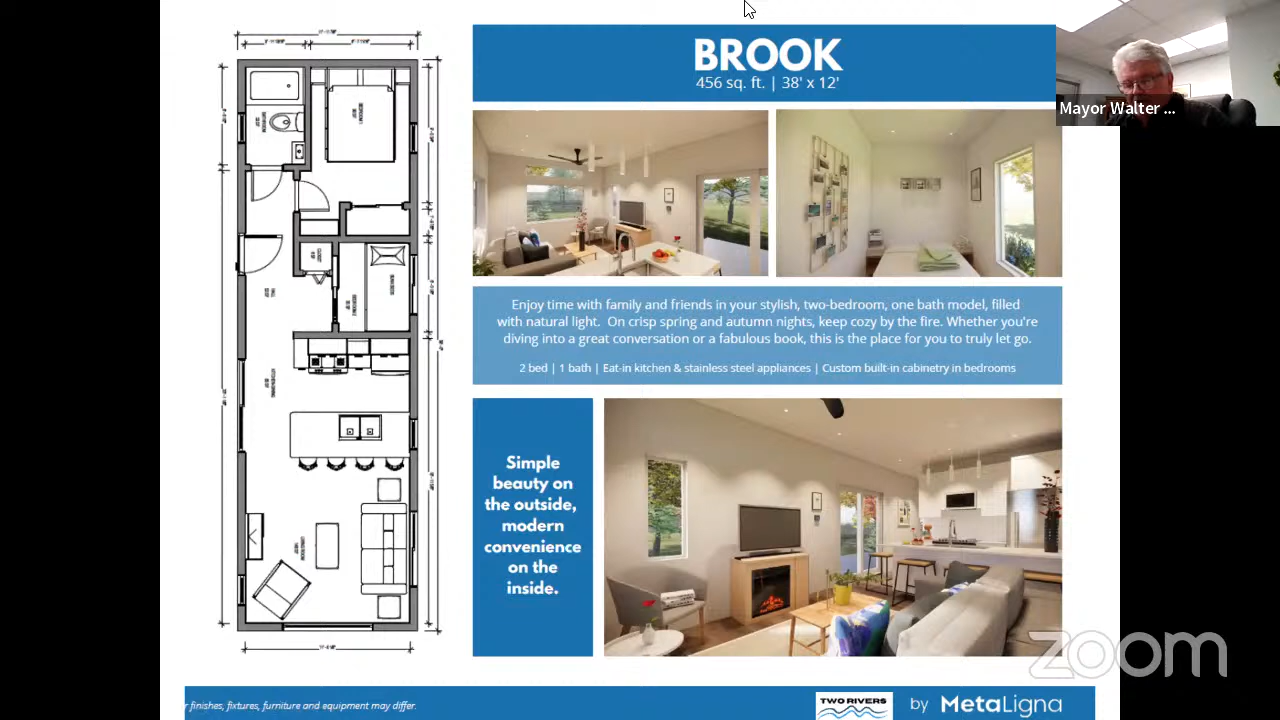 BROOK
456 sq. ft. | 38' x 12'
Mayor Walter ...
Enjoy time with family and friends in your stylish, two-bedroom, one bath model, filled
with natural light. On crisp spring and autumn nights, keep cozy by the fire. Whether you're
diving into a great conversation or a fabulous book, this is the place for you to truly let go.
2 bed | 1 bath | Eat-in kitchen & stainless steel appliances | Custom built-in cabinetry in bedrooms
Simple
beauty on
the outside,
modern
convenience
on the
inside.
zoom
finishes, fixtures, furniture and equipment may differ.
TWO RIVERS
by MetaLigna